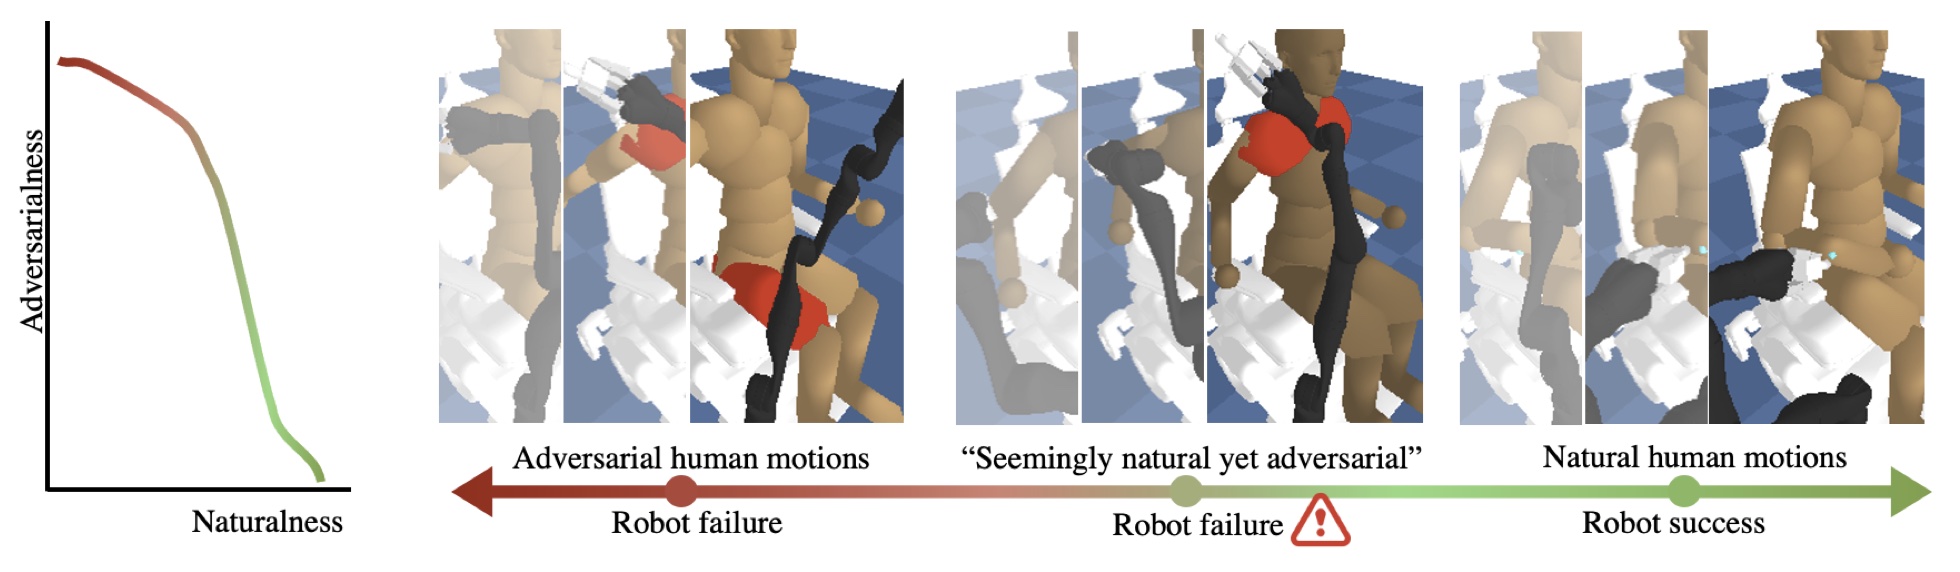 Adversarialness
Naturalness
Adversarial human motions
“Seemingly natural yet adversarial”
Natural human motions
Robot failure
Robot failure
Robot success